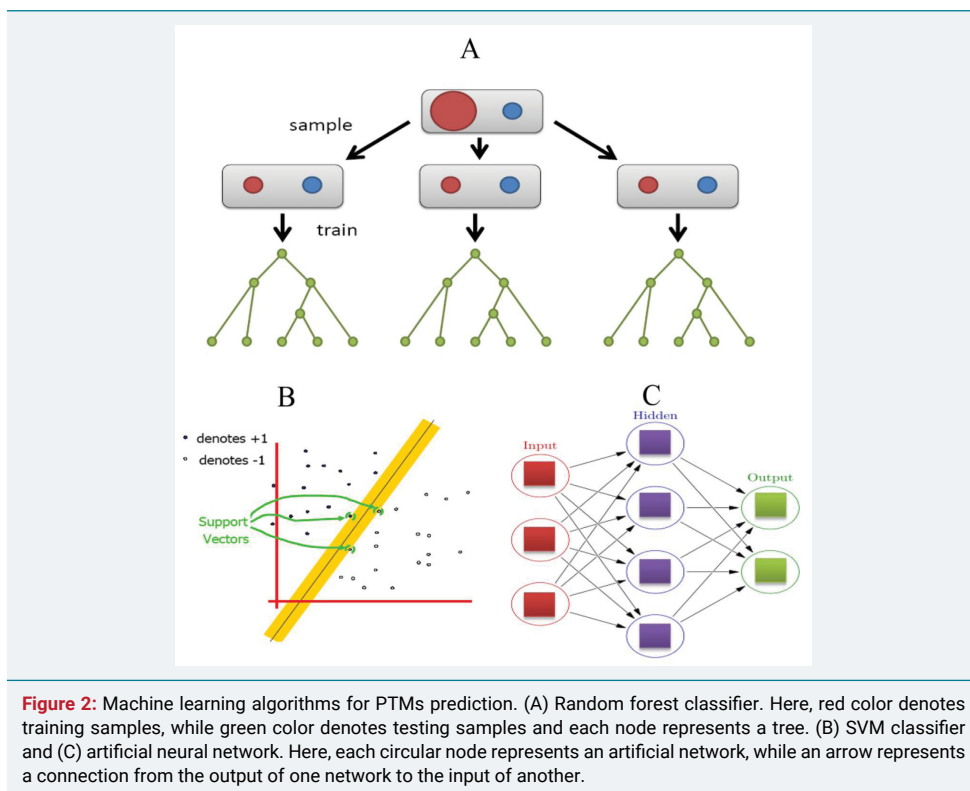 A
sample
train
B
denotes +1
denotes -1
Support
Vectors
C
Hidden
Input
Output
Figure 2: Machine learning algorithms for PTMs prediction. (A) Random forest classifier. Here, red color denotes
training samples, while green color denotes testing samples and each node represents a tree. (B) SVM classifier
and (C) artificial neural network. Here, each circular node represents an artificial network, while an arrow represents
a connection from the output of one network to the input of another.